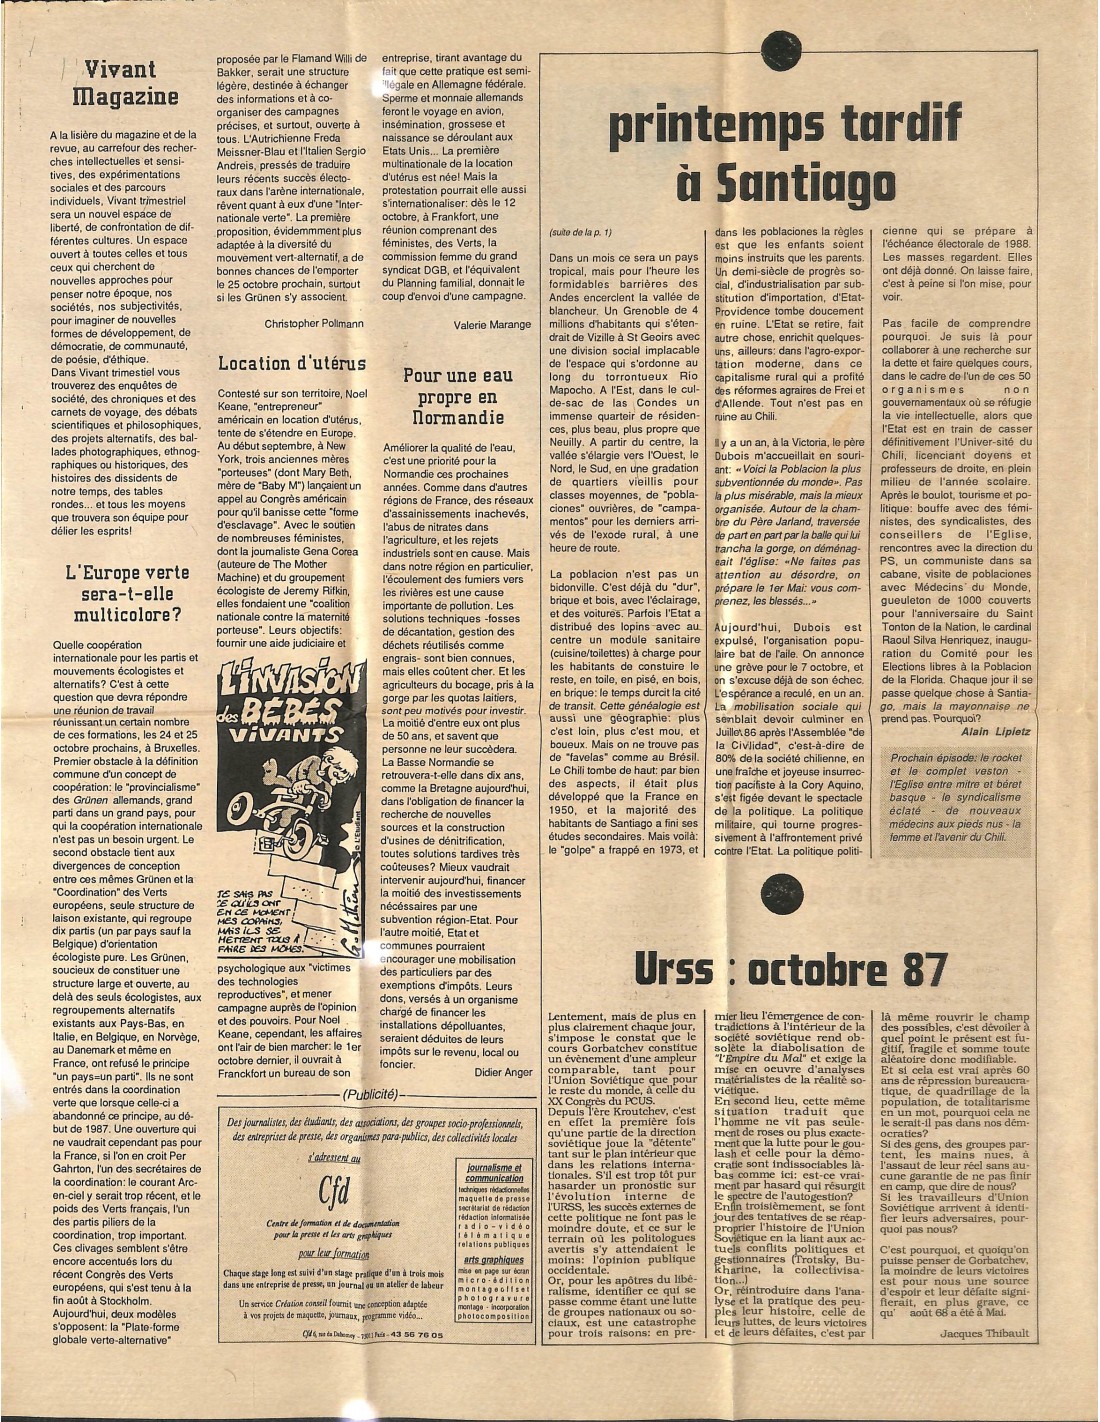 Vivant
Magazine
A la lisière du magazine et de la
revue, au carrefour des recher-
ches intellectuelles et sensi-
tives, des expérimentations
sociales et des parcours
individuels, Vivant trimestriel
sera un nouvel espace de
liberté, de confrontation de dif-
férentes cultures. Un espace
ouvert à toutes celles et tous
ceux qui cherchent de
nouvelles approches pour
penser notre époque, nos
sociétés, nos subjectivités,
pour imaginer de nouvelles
formes de développement, de
démocratie, de communauté,
de poésie, d'éthique.
Dans Vivant trimestiel vous
trouverez des enquêtes de
société, des chroniques et des
carnets de voyage, des débats
scientifiques et philosophiques,
des projets alternatifs, des bal-
lades photographiques, ethnog-
raphiques ou historiques, des
histoires des dissidents de
notre temps, des tables
rondes... et tous les moyens
que trouvera son équipe pour
délier les esprits!
L'Europe verte
sera-t-elle
multicolore?
Quelle coopération
internationale pour les partis et
mouvements écologistes et
alternatifs? C'est à cette
question que devra répondre
une réunion de travail
réunissant un certain nombre
de ces formations, les 24 et 25
octobre prochains, à Bruxelles.
Premier obstacle à la définition
commune d'un concept de
coopération: le "provincialisme"
des Grünen allemands, grand
parti dans un grand pays, pour
qui la coopération internationale
n'est pas un besoin urgent. Le
second obstacle tient aux
divergences de conception
entre ces mêmes Grünen et la
"Coordination" des Verts
européens, seule structure de
laison existante, qui regroupe
dix partis (un par pays sauf la
Belgique) d'orientation
écologiste pure. Les Grünen,
soucieux de constituer une
structure large et ouverte, au
delà des seuls écologistes, aux
regroupements alternatifs
existants aux Pays-Bas, en
Italie, en Belgique, en Norvège,
au Danemark et même en
France, ont refusé le principe
"un pays=un parti". Ils ne sont
entrés dans la coordination
verte que lorsque celle-ci a
abandonné ce principe, au dé-
but de 1987. Une ouverture qui
ne vaudrait cependant pas pour
la France, si l'on en croit Per
Gahrton, l'un des secrétaires de
la coordination: le courant Arc-
en-ciel y serait trop récent, et le
poids des Verts français, l'un
des partis piliers de la
coordination, trop important.
Ces clivages semblent s'être
encore accentués lors du
récent Congrès des Verts
européens, qui s'est tenu à la
fin août à Stockholm.
Aujourd'hui, deux modèles
s'opposent: la "Plate-forme
globale verte-alternative"
proposée par le Flamand Willi de
Bakker, serait une structure
légère, destinée à échanger
des informations et à co-
organiser des campagnes
précises, et surtout, ouverte à
tous. L'Autrichienne Freda
Meissner-Blau et l'Italien Sergio
Andreis, pressés de traduire
leurs récents succès électo-
raux dans l'arène internationale,
rêvent quant à eux d'une "Inter-
nationale verte". La première
proposition, évidemmment plus
adaptée à la diversité du
mouvement vert-alternatif, a de
bonnes chances de l'emporter
le 25 octobre prochain, surtout
si les Grünen s'y associent.
Christopher Pollmann
Location d'utérus
Contesté sur son territoire, Noel
Keane, "entrepreneur"
américain en location d'utérus,
tente de s'étendre en Europe.
Au début septembre, à New
York, trois anciennes mères
"porteuses" (dont Mary Beth,
mère de "Baby M") lançaient un
appel au Congrès américain
pour qu'il banisse cette "forme
d'esclavage". Avec le soutien
de nombreuses féministes,
dont la journaliste Gena Corea
(auteure de The Mother
Machine) et du groupement
écologiste de Jeremy Rifkin,
elles fondaient une "coalition
nationale contre la maternité
porteuse". Leurs objectifs:
fournir une aide judiciaire et
L'INVASION
des BÉBÉS
VIVANTS
JE SAIS PAS
CE QU'ILS ONT
EN CE MOMENT
MES COPAINS,
MAIS ILS SE
METTENT TOUS À
FAIRE DES MÔMES.
psychologique aux "victimes
des technologies
reproductives", et mener
campagne auprès de l'opinion
et des pouvoirs. Pour Noel
Keane, cependant, les affaires
ont l'air de bien marcher: le 1er
octobre dernier, il ouvrait à
Franckfort un bureau de son
entreprise, tirant avantage du
fait que cette pratique est semi-
illégale en Allemagne fédérale.
Sperme et monnaie allemands
feront le voyage en avion,
insémination, grossese et
naissance se déroulant aux
Etats Unis... La première
multinationale de la location
d'utérus est née! Mais la
protestation pourrait elle aussi
s'internationaliser: dès le 12
octobre, à Frankfort, une
réunion comprenant des
féministes, des Verts, la
commission femme du grand
syndicat DGB, et l'équivalent
du Planning familial, donnait le
coup d'envoi d'une campagne.
Valerie Marange
Pour une eau
propre en
Normandie
Améliorer la qualité de l'eau,
c'est une priorité pour la
Normandie ces prochaines
années. Comme dans d'autres
régions de France, des réseaux
d'assainissements inachevés,
l'abus de nitrates dans
l'agriculture, et les rejets
industriels sont en cause. Mais
dans notre région en particulier,
l'écoulement des fumiers vers
les rivières est une cause
importante de pollution. Les
solutions techniques -fosses
de décantation, gestion des
déchets réutilisés comme
engrais- sont bien connues,
mais elles coûtent cher. Et les
agriculteurs du bocage, pris à la
gorge par les quotas laitiers,
sont peu motivés pour investir.
La moitié d'entre eux ont plus
de 50 ans, et savent que
personne ne leur succèdera.
La Basse Normandie se
retrouvera-t-elle dans dix ans,
comme la Bretagne aujourd'hui,
dans l'obligation de financer la
recherche de nouvelles
sources et la construction
d'usines de dénitrification,
toutes solutions tardives très
coûteuses? Mieux vaudrait
intervenir aujourd'hui, financer
la moitié des investissements
nécéssaires par une
subvention région-Etat. Pour
l'autre moitié, Etat et
communes pourraient
encourager une mobilisation
des particuliers par des
exemptions d'impôts. Leurs
dons, versés à un organisme
chargé de financer les
installations dépolluantes,
seraient déduites de leurs
impôts sur le revenu, local ou
foncier.
Didier Anger
(Publicité)
Des journalistes, des étudiants, des associations, des groupes socio-professionnels,
des entreprises de presse, des organismes para-publics, des collectivités locales
s'adressent au
Cfd
Centre de formation et de documentation
pour la presse et les arts graphiques
pour leur formation
Chaque stage long est suivi d'un stage pratique d'un à trois mois
dans une entreprise de presse, un journal ou un atelier de labeur
Un service Création conseil fournit une conception adaptée
à vos projets de maquette, journaux, programme vidéo...
Cfd 6, rue du Dahomey - 75011 Paris - 43 56 76 05
journalisme et
communication
techniques rédactionnelles
maquette de presse
secrétariat de rédaction
rédaction informatisée
radio-vidéo
télématique
relations publiques
arts graphiques
mise en page sur écran
micro-édition
montage offset
photogravure
montage - incorporation
photocomposition
printemps tardif
à Santiago
(suite de la p. 1)
Dans un mois ce sera un pays
tropical, mais pour l'heure les
formidables barrières des
Andes encerclent la vallée de
blancheur. Un Grenoble de 4
millions d'habitants qui s'éten-
drait de Vizille à St Geoirs avec
une division social implacable
de l'espace qui s'ordonne au
long du torrontueux Rio
Mapocho. A l'Est, dans le cul-
de-sac de las Condes un
immense quarteir de résiden-
ces, plus beau, plus propre que
Neuilly. A partir du centre, la
vallée s'élargie vers l'Ouest, le
Nord, le Sud, en une gradation
de quartiers vieillis pour
classes moyennes, de "pobla-
ciones" ouvrières, de "campa-
mentos" pour les derniers arri-
vés de l'exode rural, à une
heure de route.
La poblacion n'est pas un
bidonville. C'est déjà du "dur",
brique et bois, avec l'éclairage,
et des voitures. Parfois l'Etat a
distribué des lopins avec au
centre un module sanitaire
(cuisine/toilettes) à charge pour
les habitants de constuire le
reste, en toile, en pisé, en bois,
en brique: le temps durcit la cité
de transit. Cette généalogie est
aussi une géographie: plus
c'est loin, plus c'est mou, et
boueux. Mais on ne trouve pas
de "favelas" comme au Brésil.
Le Chili tombe de haut: par bien
des aspects, il était plus
développé que la France en
1950, et la majorité des
habitants de Santiago a fini ses
études secondaires. Mais voilà:
le "golpe" a frappé en 1973, et
dans les poblaciones la règles
est que les enfants soient
moins instruits que les parents.
Un demi-siècle de progrès so-
cial, d'industrialisation par sub-
stitution d'importation, d'Etat-
Providence tombe doucement
en ruine. L'Etat se retire, fait
autre chose, enrichit quelques-
uns, ailleurs: dans l'agro-expor-
tation moderne, dans ce
capitalisme rural qui a profité
des réformes agraires de Frei et
d'Allende. Tout n'est pas en
ruine au Chili.
Il y a un an, à la Victoria, le père
Dubois m'accueillait en souri-
ant: «Voici la Poblacion la plus
subventionnée du monde». Pas
la plus misérable, mais la mieux
organisée. Autour de la cham-
bre du Père Jarland, traversée
de part en part par la balle qui lui
trancha la gorge, on déménag-
eait l'église: «Ne faites pas
attention au désordre, on
prépare le 1er Mai: vous com-
prenez, les blessés...»
Aujourd'hui, Dubois est
expulsé, l'organisation popu-
laire bat de l'aile. On annonce
une grève pour le 7 octobre, et
on s'excuse déjà de son échec.
L'espérance a reculé, en un an.
La mobilisation sociale qui
semblait devoir culminer en
Juillet 86 après l'Assemblée "de
la Civilidad", c'est-à-dire de
80% de la société chilienne, en
une fraîche et joyeuse insurrec-
tion pacifiste à la Cory Aquino,
s'est figée devant le spectacle
de la politique. La politique
militaire, qui tourne progres-
sivement à l'affrontement privé
contre l'Etat. La politique politi-
cienne qui se prépare à
l'échéance électorale de 1988.
Les masses regardent. Elles
ont déjà donné. On laisse faire,
c'est à peine si l'on mise, pour
voir.
Pas facile de comprendre
pourquoi. Je suis là pour
collaborer à une recherche sur
la dette et faire quelques cours,
dans le cadre de l'un de ces 50
organismes non
gouvernamentaux où se réfugie
la vie intellectuelle, alors que
l'Etat est en train de casser
définitivement l'Univer-sité du
Chili, licenciant doyens et
professeurs de droite, en plein
milieu de l'année scolaire.
Après le boulot, tourisme et po-
litique: bouffe avec des fémi-
nistes, des syndicalistes, des
conseillers de l'Eglise,
rencontres avec la direction du
PS, un communiste dans sa
cabane, visite de poblaciones
avec Médecins du Monde,
gueuleton de 1000 couverts
pour l'anniversaire du Saint
Tonton de la Nation, le cardinal
Raoul Silva Henriquez, inaugu-
ration du Comité pour les
Elections libres à la Poblacion
de la Florida. Chaque jour il se
passe quelque chose à Santia-
go, mais la mayonnaise ne
prend pas. Pourquoi?
Alain Lipietz
Prochain épisode: le rocket
et le complet veston -
l'Eglise entre mitre et béret
basque - le syndicalisme
éclaté - de nouveaux
médecins aux pieds nus - la
femme et l'avenir du Chili.
Urss : octobre 87
Lentement, mais de plus en
plus clairement chaque jour,
s'impose le constat que le
cours Gorbatchev constitue
un évènement d'une ampleur
comparable, tant pour
l'Union Soviétique que pour
le reste du monde, à celle du
XX Congrès du PCUS.
Depuis l'ère Kroutchev, c'est
en effet la première fois
qu'une partie de la direction
soviétique joue la "détente"
tant sur le plan intérieur que
dans les relations interna-
tionales. S'il est trop tôt pur
hasarder un pronostic sur
l'évolution interne de
l'URSS, les succès externes de
cette politique ne font pas le
moindre doute, et ce sur le
terrain où les politologues
avertis s'y attendaient le
moins: l'opinion publique
occidentale.
Or, pour les apôtres du libé-
ralisme, identifier ce qui se
passe comme étant une lutte
de groupes nationaux ou so-
ciaux, est une catastrophe
pour trois raisons: en pre-
mier lieu l'émergence de con-
tradictions à l'intérieur de la
société soviétique rend ob-
solète la diabolisation de
"l'Empire du Mal" et exige la
mise en oeuvre d'analyses
matérialistes de la réalité so-
viétique.
En second lieu, cette même
situation traduit que
l'homme ne vit pas seule-
ment de roses ou plus exacte-
ment que la lutte pour le gou-
lash et celle pour la démo-
cratie sont indissociables là-
bas comme ici: est-ce vrai-
ment par hasard qui résurgit
le spectre de l'autogestion?
Enfin troisièmement, se font
jour des tentatives de se réap-
proprier l'histoire de l'Union
Soviétique en la liant aux ac-
tuels conflits politiques et
gestionnaires (Trotsky, Bu-
kharine, la collectivisa-
tion...)
Or, réintroduire dans l'ana-
lyse et la pratique des peu-
ples leur histoire, celle de
leurs luttes, de leurs victoires
et de leurs défaites, c'est par
là même rouvrir le champ
des possibles, c'est dévoiler à
quel point le présent est fu-
gitif, fragile et somme toute
aléatoire donc modifiable.
Et si cela est vrai après 60
ans de répression bureaucra-
tique, de quadrillage de la
population, de totalitarisme
en un mot, pourquoi cela ne
le serait-il pas dans nos dém-
ocraties?
Si des gens, des groupes par-
tent, les mains nues, à
l'assaut de leur réel sans au-
cune garantie de ne pas finir
en camp, que dire de nous?
Si les travailleurs d'Union
Soviétique arrivent à identi-
fier leurs adversaires, pour-
quoi pas nous?
C'est pourquoi, et quoiqu'on
puisse penser de Gorbatchev,
la moindre de leurs victoires
est pour nous une source
d'espoir et leur défaite signi-
fierait, en plus grave, ce
qu' août 68 a été à Mai.
Jacques Thibault